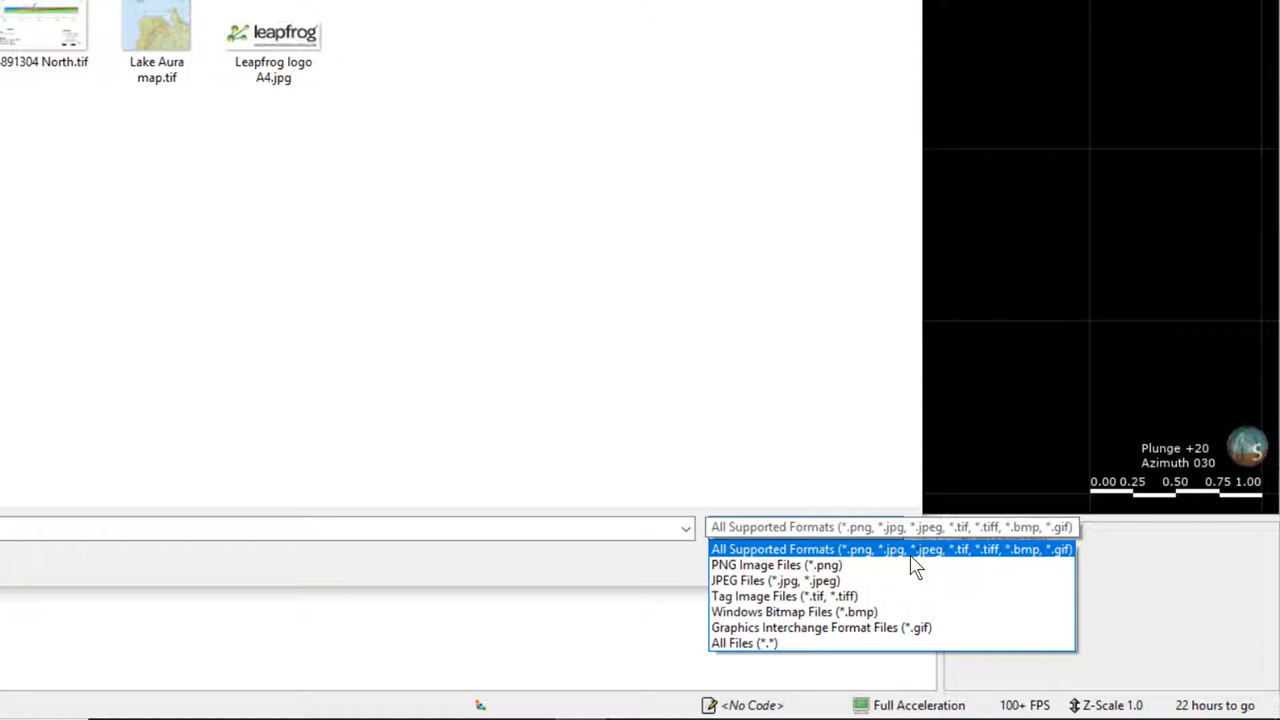 leapfrog
891304 North.tif
Lake Aura
map.tif
Leapfrog logo
A4.jpg
Plunge +20
Azimuth 030
0.00 0.25 0.50 0.75 1.00
All Supported Formats (*.png, *.jpg, *.jpeg, *.tif, *.tiff, *.bmp, *.gif)
All Supported Formats (*.png, *.jpg, *.jpeg, *.tif, *.tiff, *.bmp, *.gif)
PNG Image Files (*.png)
JPEG Files (*.jpg, *.jpeg)
Tag Image Files (*.tif, *.tiff)
Windows Bitmap Files (*.bmp)
Graphics Interchange Format Files (*.gif)
All Files (*.*)
<No Code> Full Acceleration 100+ FPS Z-Scale 1.0 22 hours to go